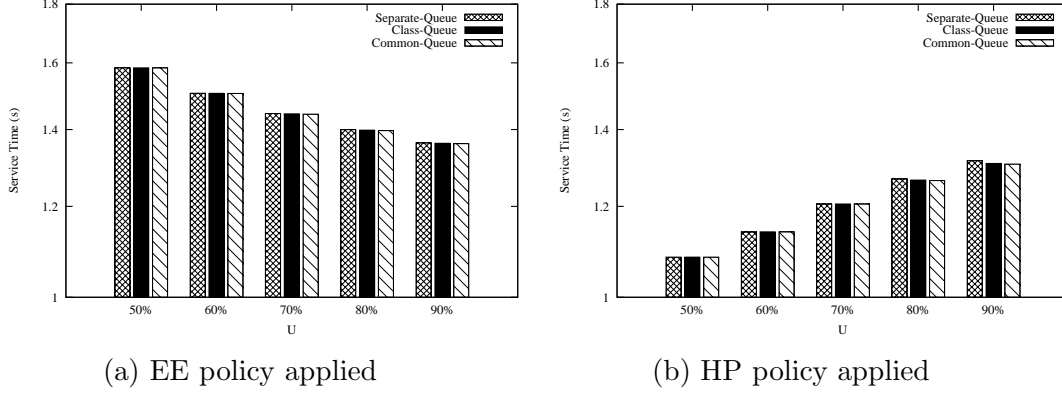 1.8
1.6
1.4
1.2
1
Service Time (s)
50%
60%
70%
80%
90%
U
Separate-Queue
Class-Queue
Common-Queue
(a) EE policy applied
1.8
1.6
1.4
1.2
1
Service Time (s)
50%
60%
70%
80%
90%
U
Separate-Queue
Class-Queue
Common-Queue
(b) HP policy applied